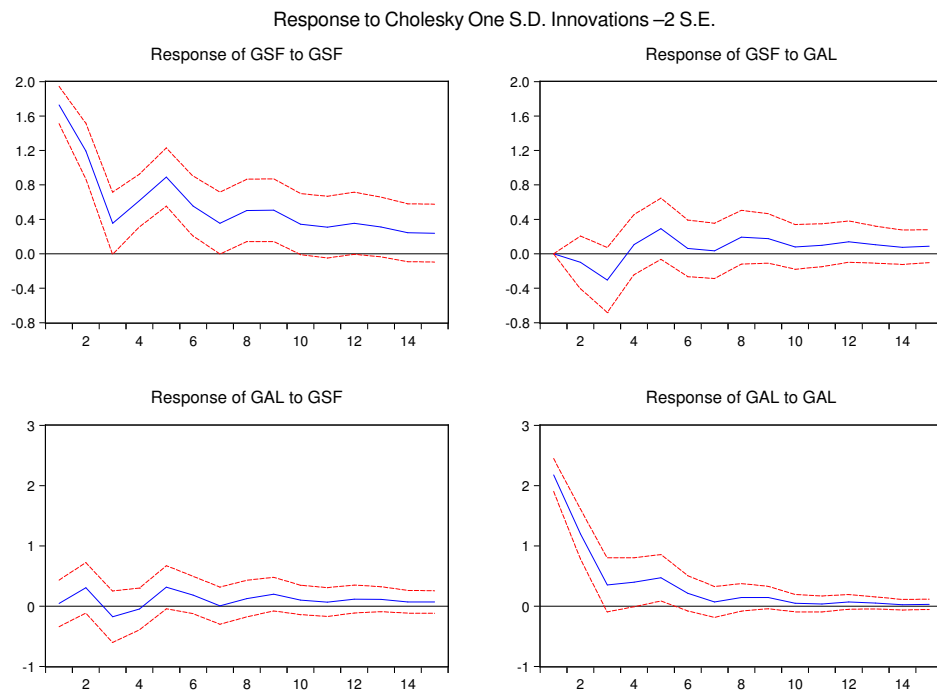 Response to Cholesky One S.D. Innovations –2 S.E.
Response of GSF to GSF
2.0
1.6
1.2
0.8
0.4
0.0
-0.4
-0.8
2 4 6 8 10 12 14
Response of GSF to GAL
2.0
1.6
1.2
0.8
0.4
0.0
-0.4
-0.8
2 4 6 8 10 12 14
Response of GAL to GSF
3
2
1
0
-1
2 4 6 8 10 12 14
Response of GAL to GAL
3
2
1
0
-1
2 4 6 8 10 12 14